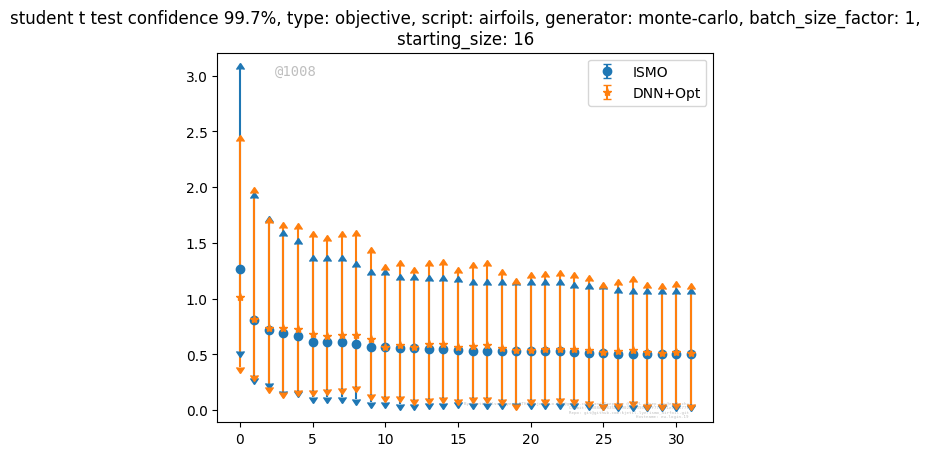 student t test confidence 99.7%, type: objective, script: airfoils, generator: monte-carlo, batch_size_factor: 1,
starting_size: 16
@1008
ISMO
DNN+Opt
3.0
2.5
2.0
1.5
1.0
0.5
0.0
0 5 10 15 20 25 30